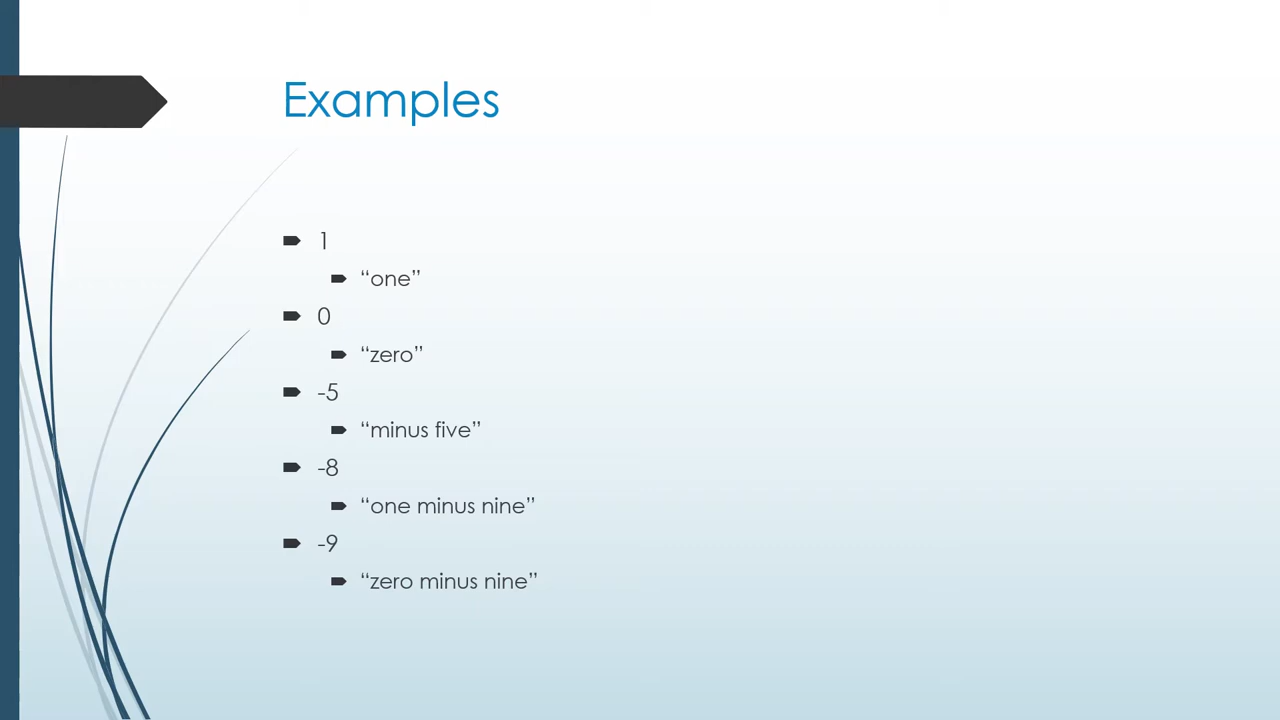 Examples
1
“one”
0
“zero”
-5
“minus five”
-8
“one minus nine”
-9
“zero minus nine”